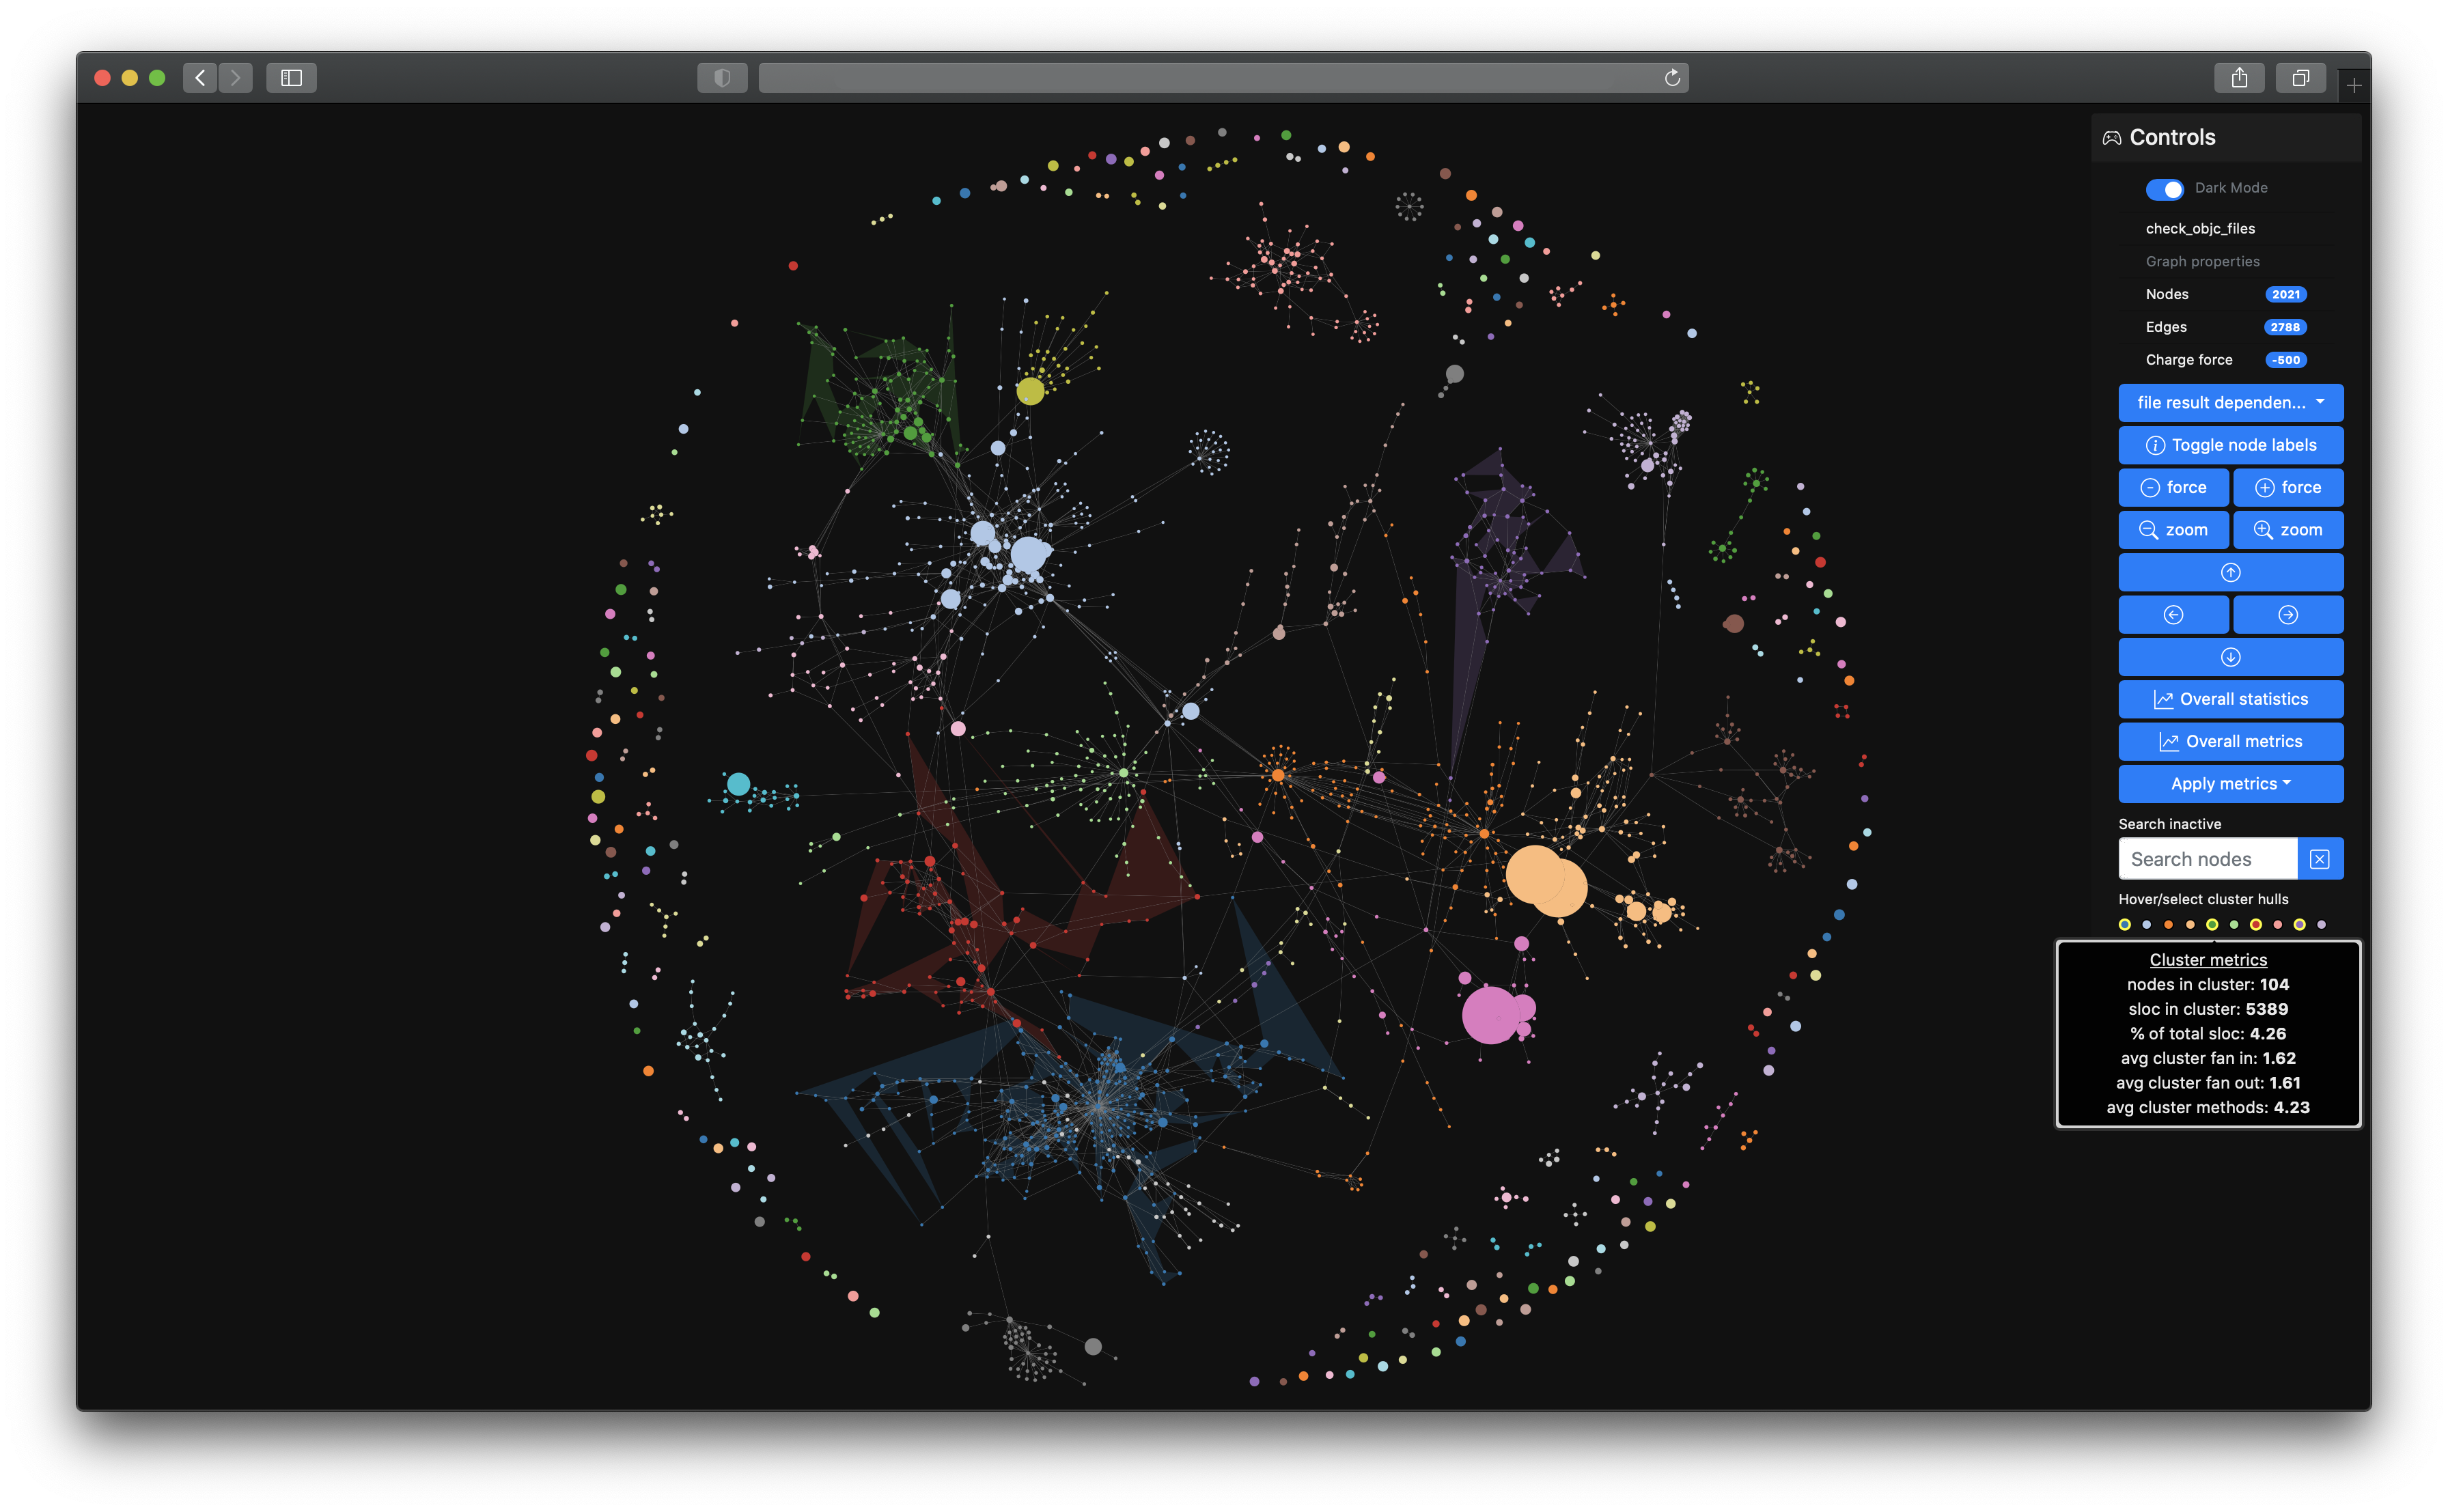 Controls
Dark Mode
check_objc_files
Graph properties
Nodes 2021
Edges 2788
Charge force -500
file result dependen...
Toggle node labels
force force
zoom zoom
Overall statistics
Overall metrics
Apply metrics
Search inactive
Search nodes
Hover/select cluster hulls
Cluster metrics
nodes in cluster: 104
sloc in cluster: 5389
% of total sloc: 4.26
avg cluster fan in: 1.62
avg cluster fan out: 1.61
avg cluster methods: 4.23